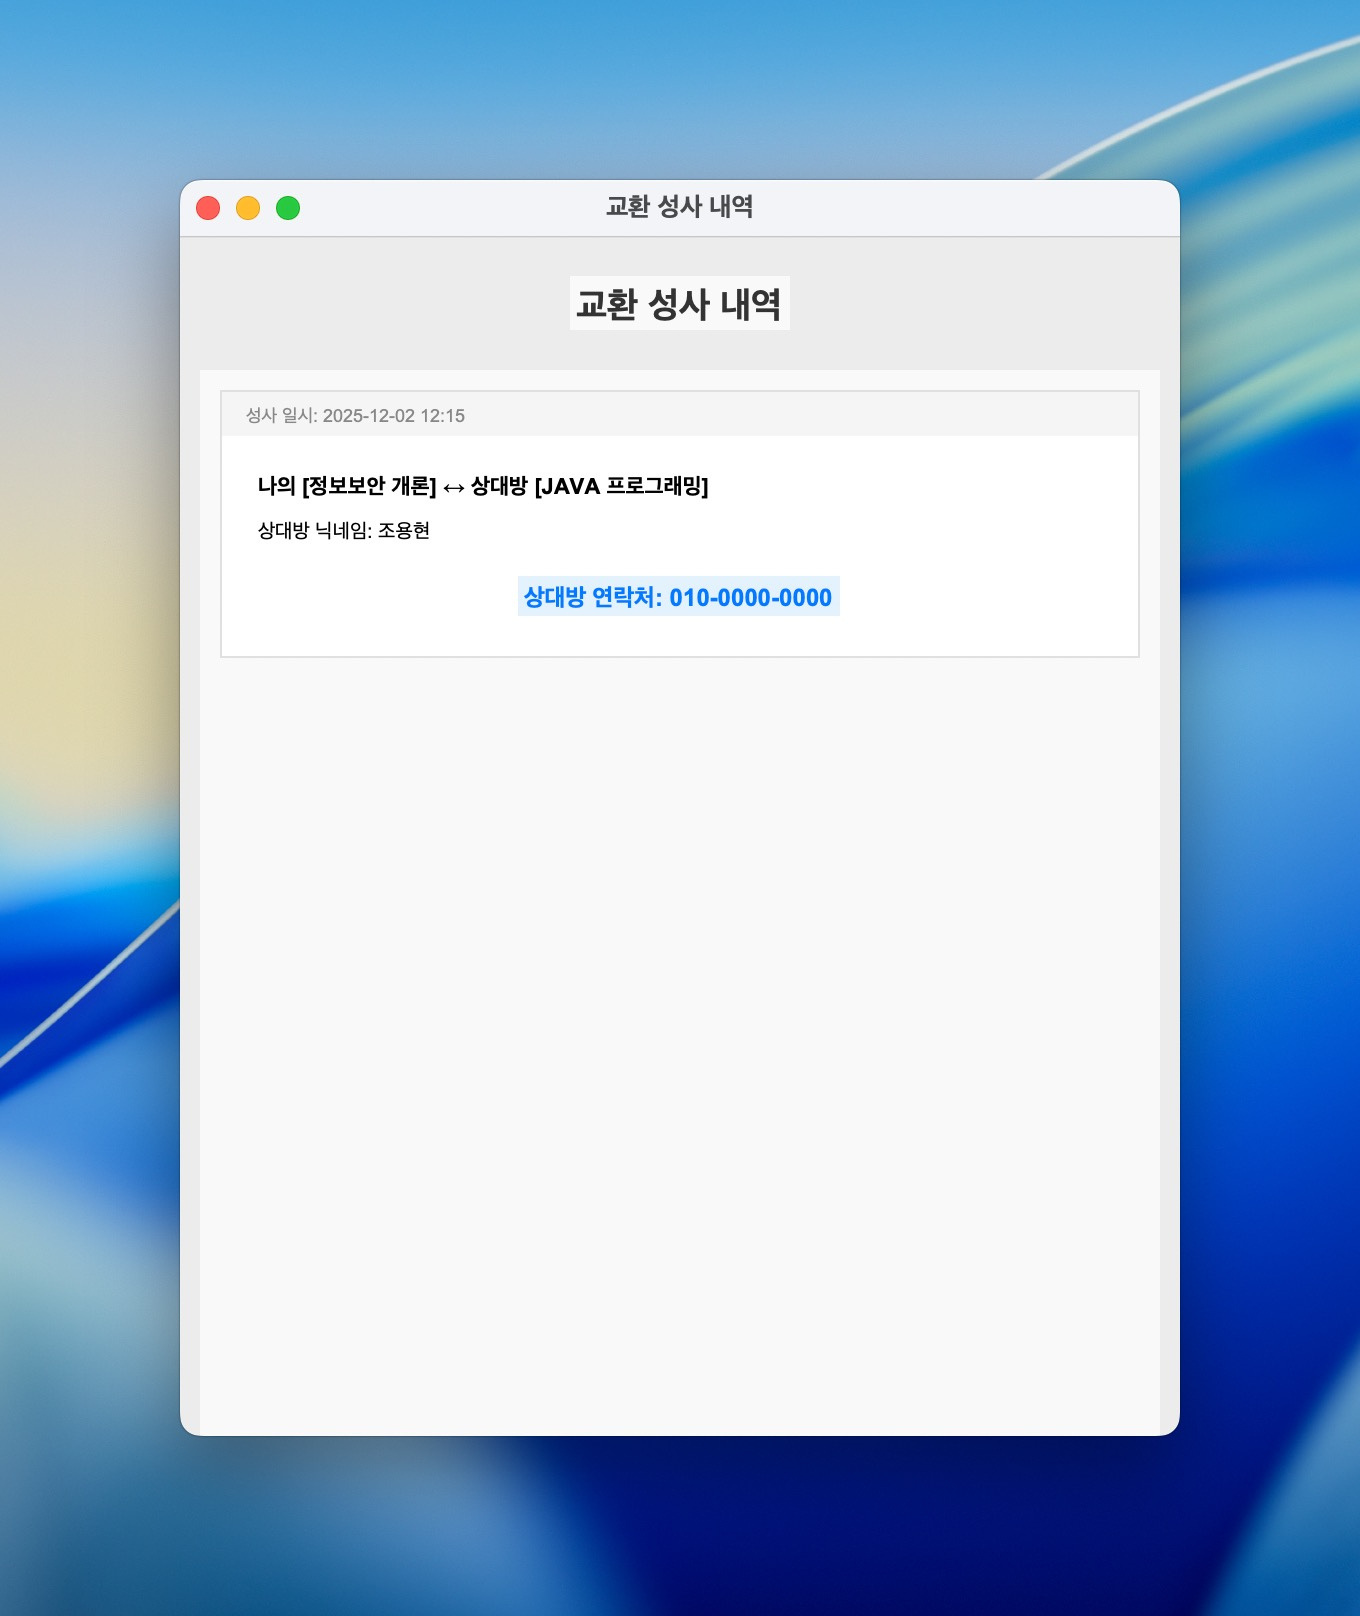 교환 성사 내역
교환 성사 내역
성사 일시: 2025-12-02 12:15
나의 [정보보안 개론] ↔ 상대방 [JAVA 프로그래밍]
상대방 닉네임: 조용현
상대방 연락처: 010-0000-0000